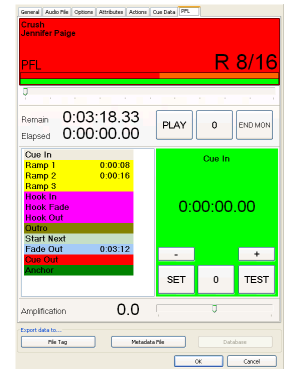 General Audio File Options Attributes Actions Cue Data PFL
Crush
Jennifer Paige
PFL R 8/16
Remain 0:03:18.33
Elapsed 0:00:00.00
PLAY 0 END MON
Cue In
Ramp 1 0:00:08
Ramp 2 0:00:16
Ramp 3
Hook In
Hook Fade
Hook Out
Outro
Start Next
Fade Out 0:03:12
Cue Out
Anchor
Cue In
0:00:00.00
- +
SET 0 TEST
Amplification 0.0
Export data to...
File Tag Metadata File Database
OK Cancel